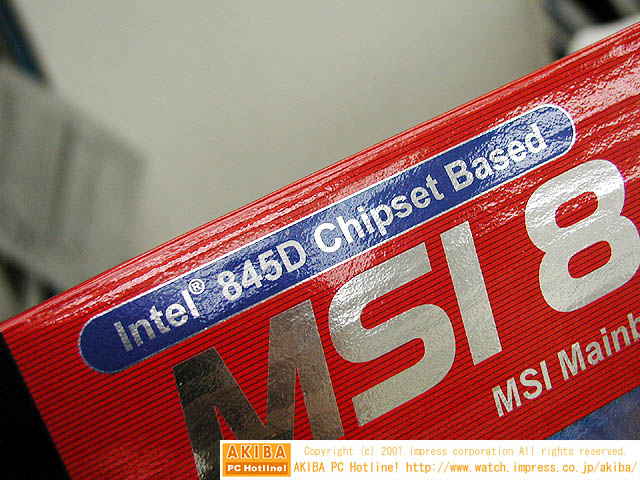 Intel® 845D Chipset Based
MSI 8
MSI Mainb
AKIBA
PC Hotline!
Copyright (c) 2001 impress corporation All rights reserved.
AKIBA PC Hotline! http://www.watch.impress.co.jp/akiba/